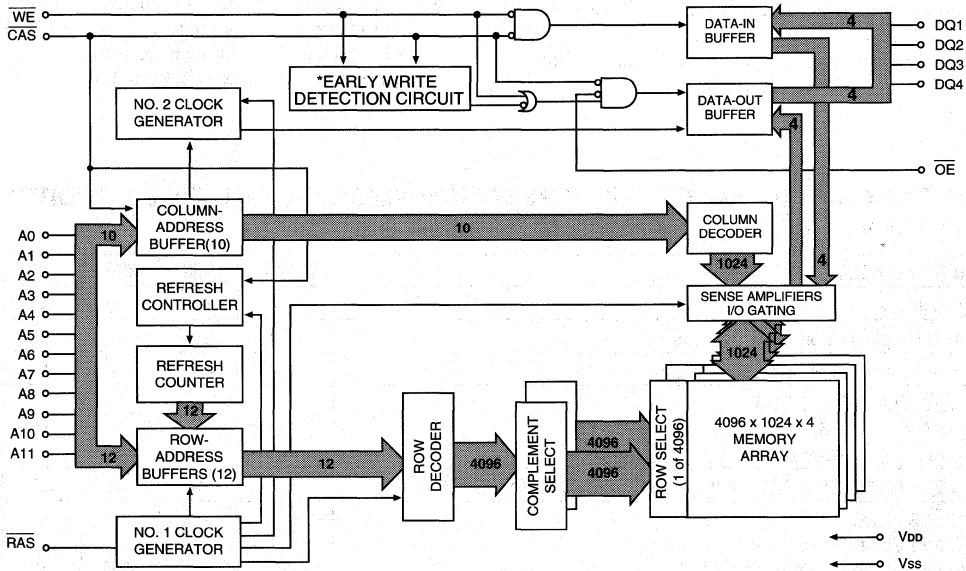 WE
CAS
*EARLY WRITE
DETECTION CIRCUIT
DATA-IN
BUFFER
4
DQ1
DQ2
DQ3
DQ4
NO. 2 CLOCK
GENERATOR
DATA-OUT
BUFFER
4
4
OE
COLUMN-
ADDRESS
BUFFER(10)
10
10
COLUMN
DECODER
1024
4
A0
A1
A2
A3
A4
A5
A6
A7
A8
A9
A10
A11
REFRESH
CONTROLLER
SENSE AMPLIFIERS
I/O GATING
1024
REFRESH
COUNTER
12
12
ROW-
ADDRESS
BUFFERS (12)
12
ROW
DECODER
4096
COMPLEMENT
SELECT
4096
4096
ROW SELECT
(1 of 4096)
4096 x 1024 x 4
MEMORY
ARRAY
RAS
NO. 1 CLOCK
GENERATOR
VDD
VSS